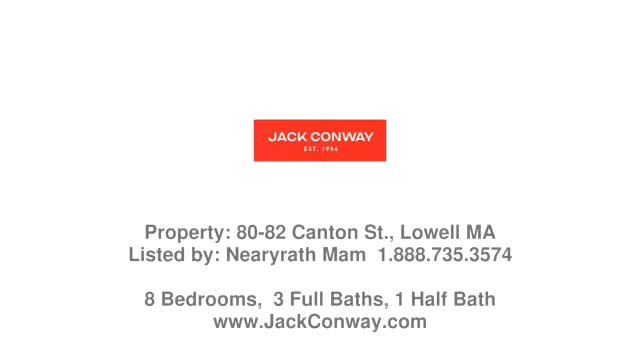 JACK CONWAY
EST. 1956
Property: 80-82 Canton St., Lowell MA
Listed by: Nearyrath Mam  1.888.735.3574
8 Bedrooms,  3 Full Baths, 1 Half Bath
www.JackConway.com